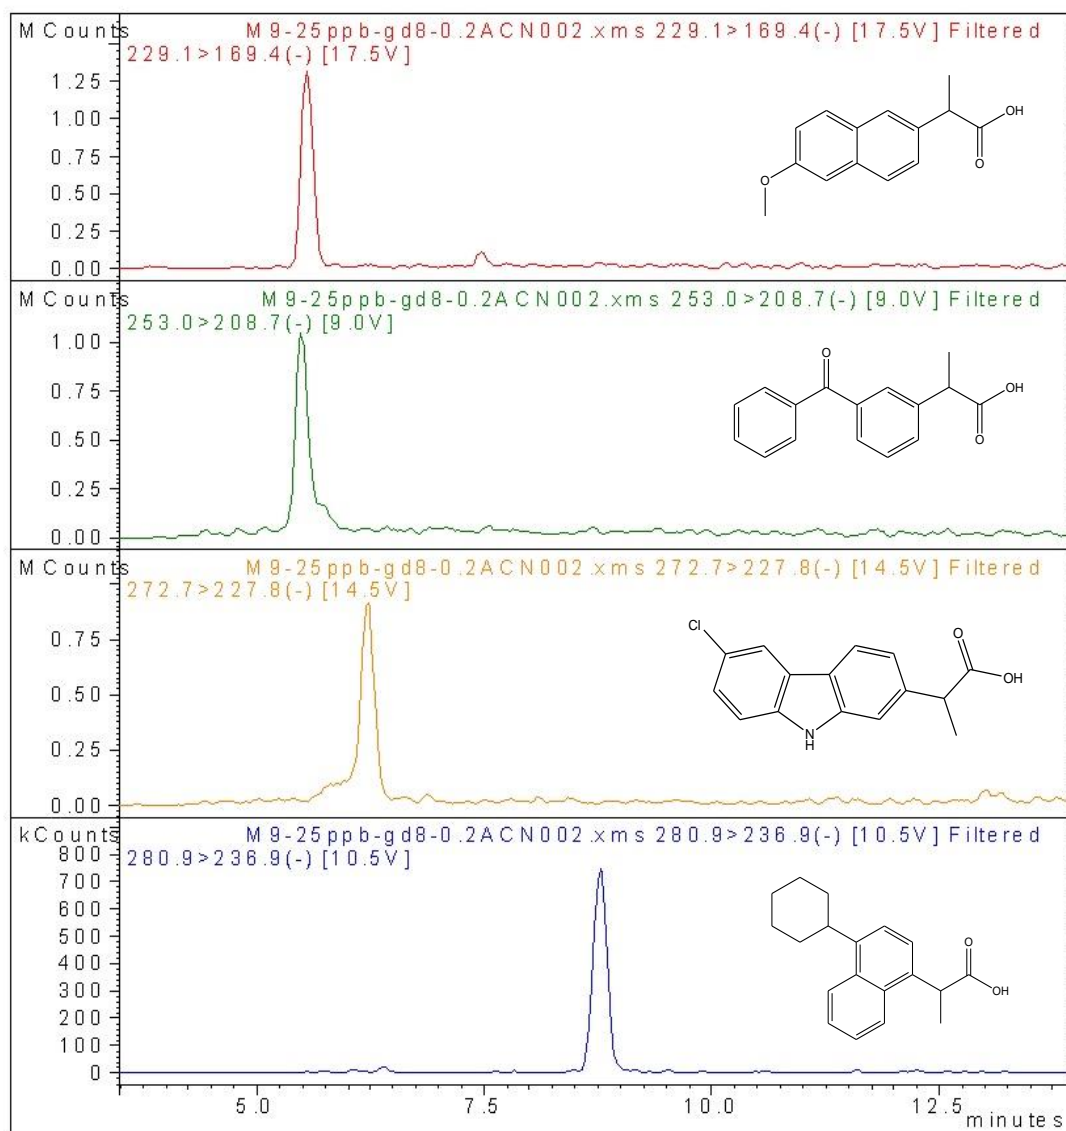 MCounts M9-25ppb-gd8-0.2ACN002.xms 229.1>169.4(-) [17.5V] Filtered
229.1>169.4(-) [17.5V]
1.25
1.00
0.75
0.50
0.25
0.00
OH
O
O
MCounts M9-25ppb-gd8-0.2ACN002.xms 253.0>208.7(-) [9.0V] Filtered
253.0>208.7(-) [9.0V]
1.00
0.75
0.50
0.25
0.00
O
OH
O
MCounts M9-25ppb-gd8-0.2ACN002.xms 272.7>227.8(-) [14.5V] Filtered
272.7>227.8(-) [14.5V]
0.75
0.50
0.25
0.00
Cl
O
OH
N
H
kCounts M9-25ppb-gd8-0.2ACN002.xms 280.9>236.9(-) [10.5V] Filtered
280.9>236.9(-) [10.5V]
800
700
600
500
400
300
200
100
0
O
OH
5.0 7.5 10.0 12.5
minutes